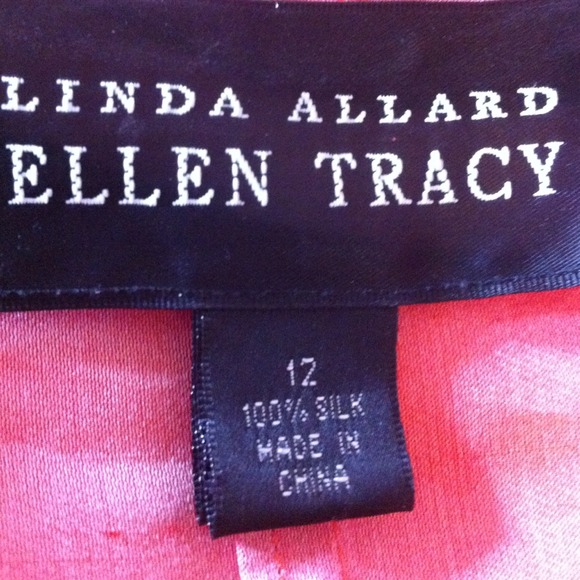 LINDA ALLARD
ELLEN TRACY
12
100% SILK
MADE IN
CHINA